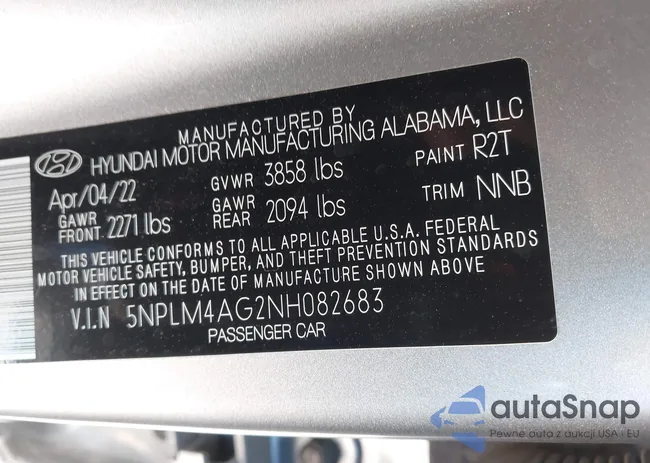 MANUFACTURED BY
HYUNDAI MOTOR MANUFACTURING ALABAMA, LLC
Apr/04/22 GVWR 3858 lbs PAINT R2T
GAWR FRONT 2271 lbs GAWR REAR 2094 lbs TRIM NNB
THIS VEHICLE CONFORMS TO ALL APPLICABLE U.S.A. FEDERAL
MOTOR VEHICLE SAFETY, BUMPER, AND THEFT PREVENTION STANDARDS
IN EFFECT ON THE DATE OF MANUFACTURE SHOWN ABOVE
V.I.N 5NPLM4AG2NH082683
PASSENGER CAR
autaSnap
Pewne auta z aukcji USA i EU